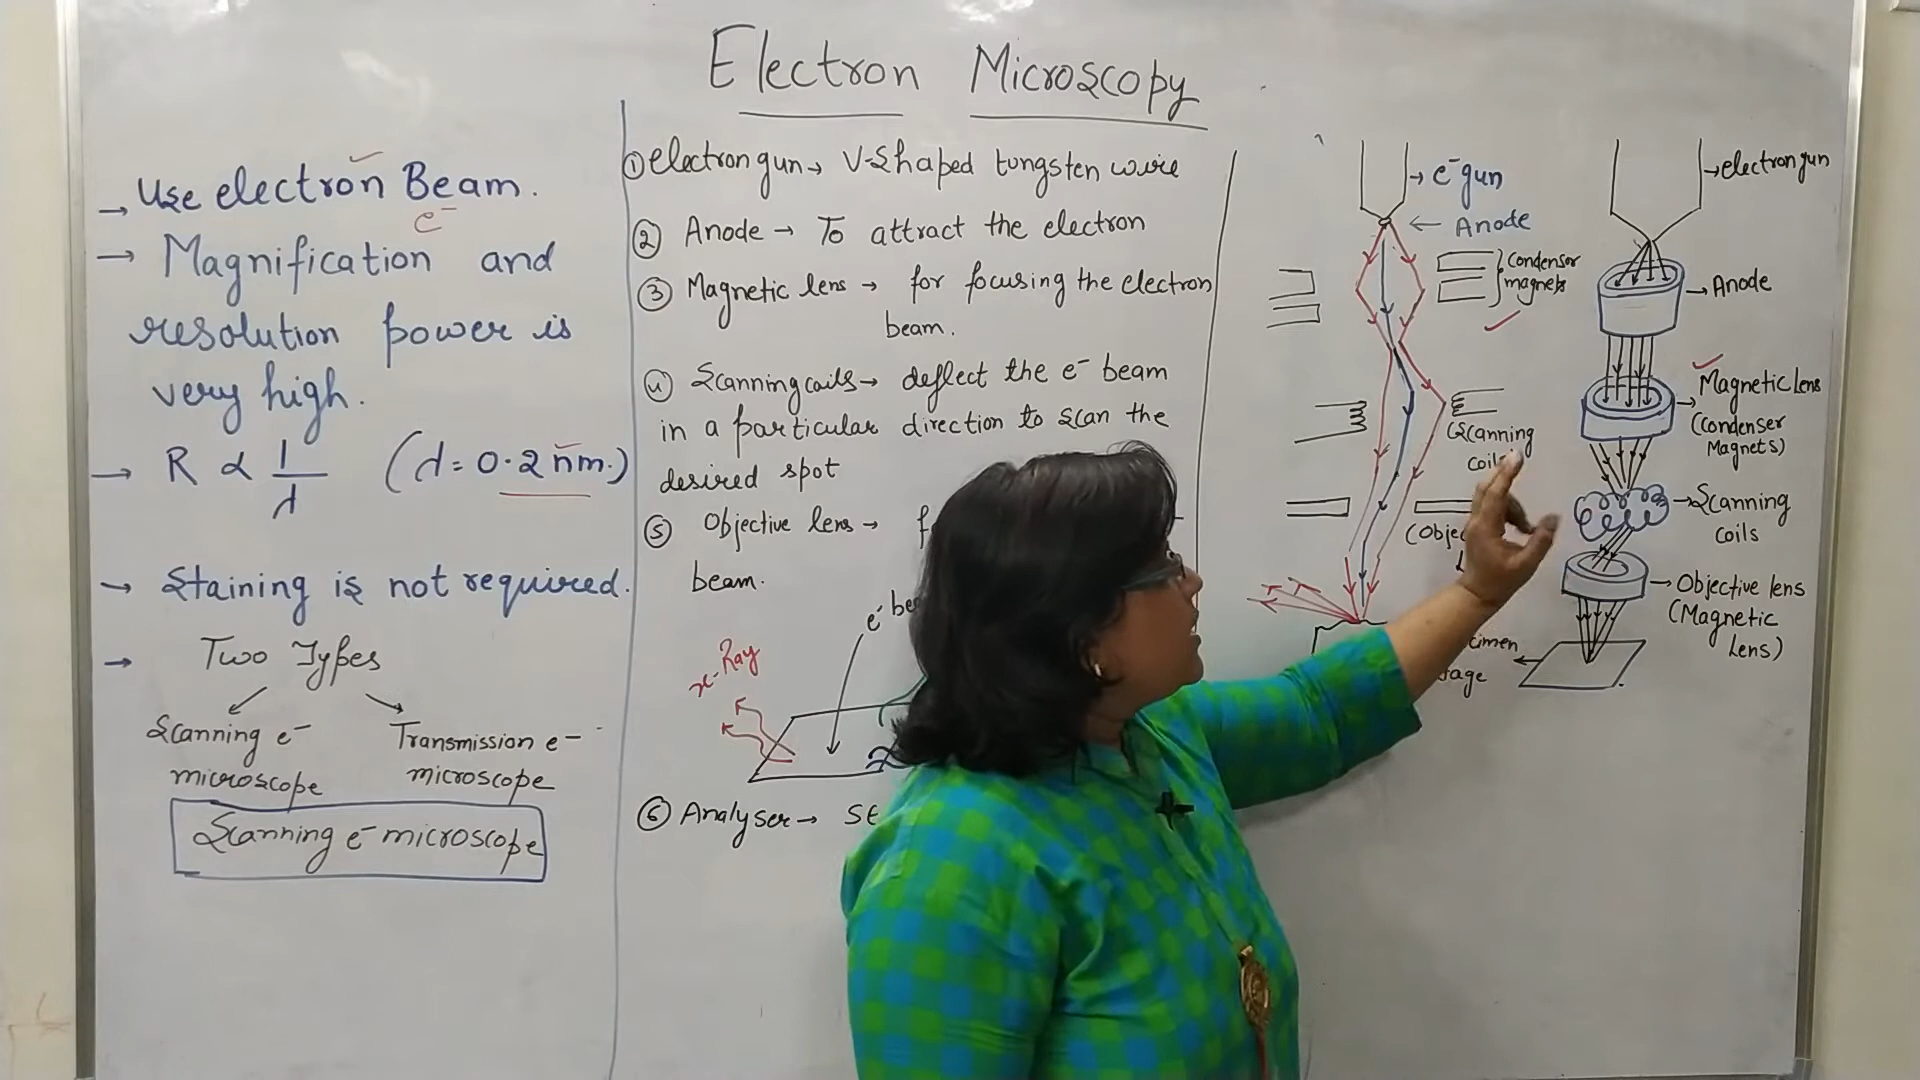 Electron Microscopy
→ Use electron Beam.
e⁻
→ Magnification and
resolution power is
very high.
→ R ∝ 1/λ (d = 0.2 nm.)
→ Staining is not required.
→ Two Types
Scanning e⁻
microscope
Transmission e⁻
microscope
Scanning e⁻ microscope
① electron gun → V-Shaped tungsten wire
② Anode → To attract the electron
③ Magnetic lens → for focusing the electron
beam.
④ Scanning coils → deflect the e⁻ beam
in a particular direction to scan the
desired spot
⑤ Objective lens →
beam.
e⁻
x-Ray
⑥ Analyser →
→ e⁻ gun
← Anode
Condensor
magnets
(Scanning
→ electron gun
→ Anode
→ Magnetic Lens
(Condenser
Magnets)
→ Scanning
coils
→ Objective lens
(Magnetic
Lens)